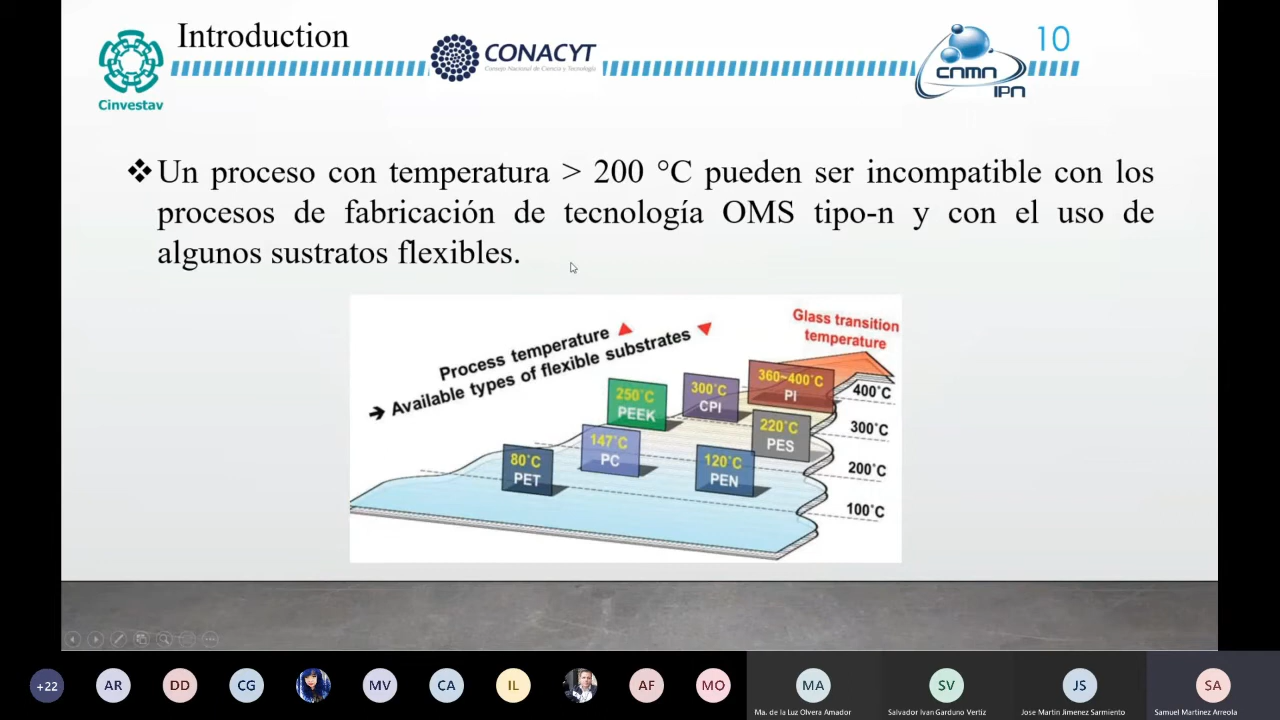 Introduction
Cinvestav
CONACYT
Consejo Nacional de Ciencia y Tecnología
cnmn
IPn
10
❖Un proceso con temperatura > 200 °C pueden ser incompatible con los
procesos de fabricación de tecnología OMS tipo-n y con el uso de
algunos sustratos flexibles.
Process temperature ▲
➔ Available types of flexible substrates ▼
Glass transition
temperature
250˚C
PEEK
300˚C
CPI
360~400˚C
PI
400˚C
80˚C
PET
147˚C
PC
120˚C
PEN
220˚C
PES
300˚C
200˚C
100˚C
+22
AR
DD
CG
MV
CA
IL
AF
MO
MA
SV
JS
SA
Ma. de la Luz Olvera Amador
Salvador Ivan Garduno Vertiz
Jose Martin Jimenez Sarmiento
Samuel Martinez Arreola